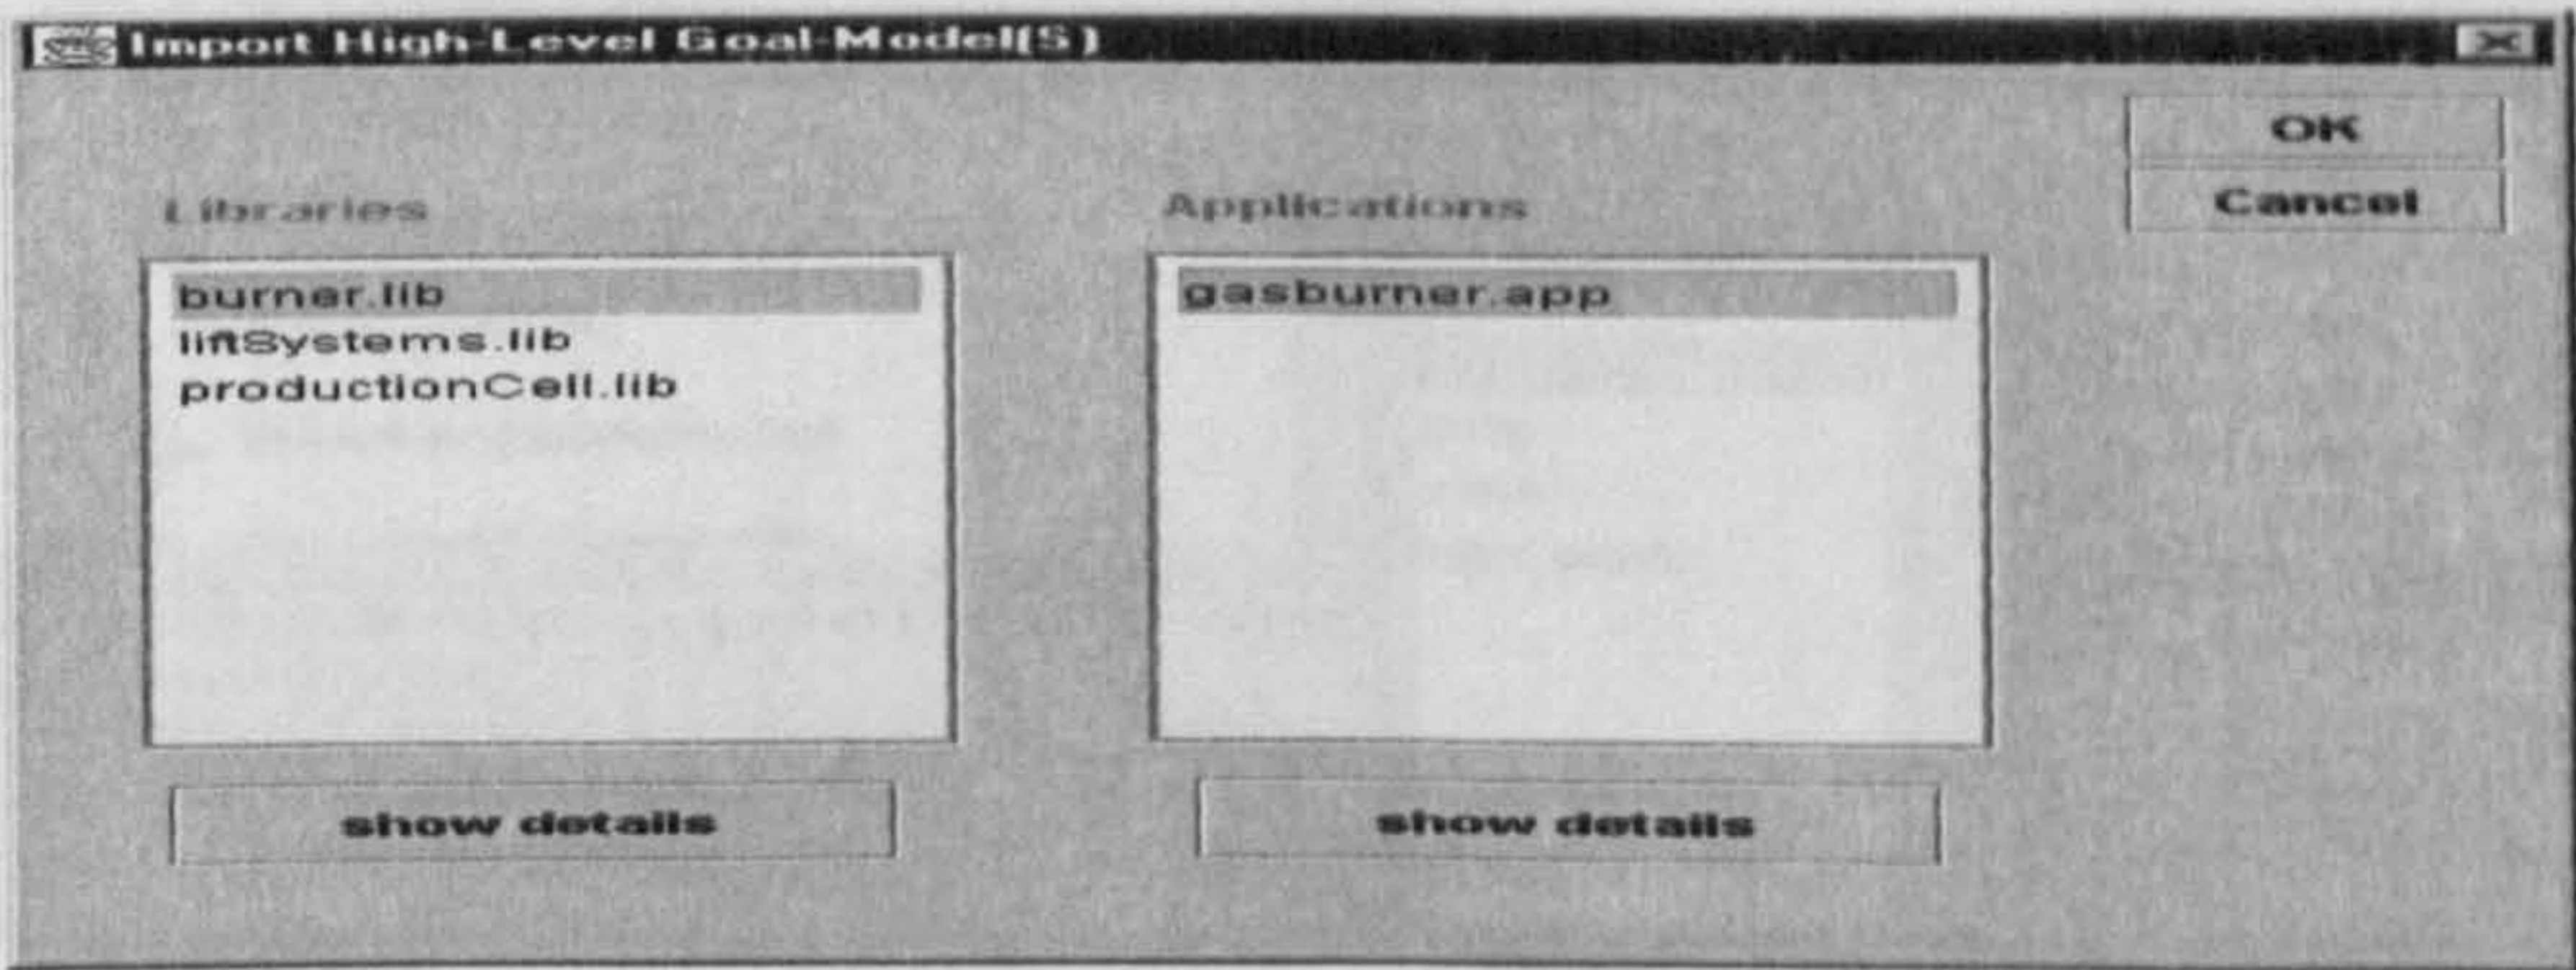 Import High-Level Goal-Model(S)
OK
Cancel
Libraries
Applications
burner.lib
liftSystems.lib
productionCell.lib
gasburner.app
show details
show details